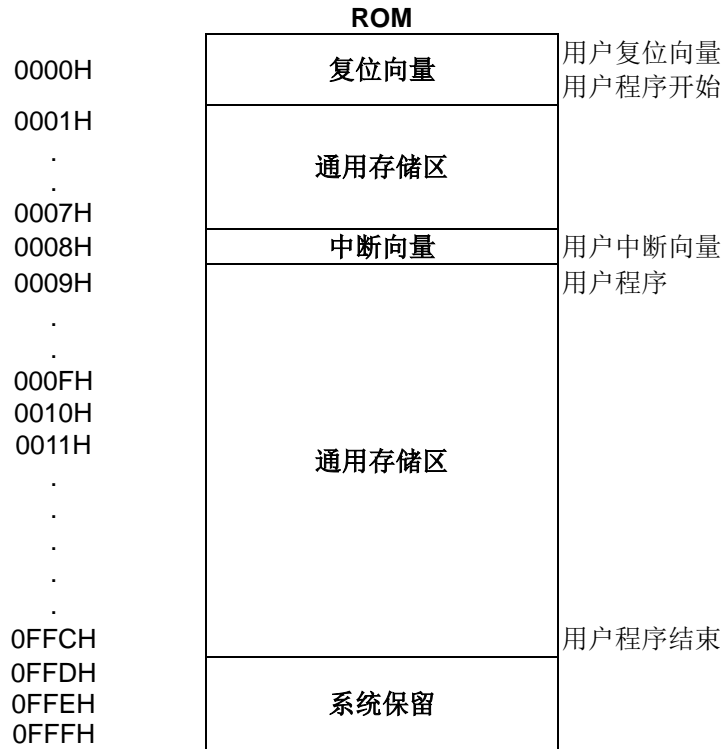 ROM
0000H 复位向量 用户复位向量
用户程序开始
0001H
.
通用存储区
.
0007H
0008H 中断向量 用户中断向量
0009H 用户程序
.
.
000FH
0010H
0011H
通用存储区
.
.
.
.
.
0FFCH 用户程序结束
0FFDH
0FFEH 系统保留
0FFFH